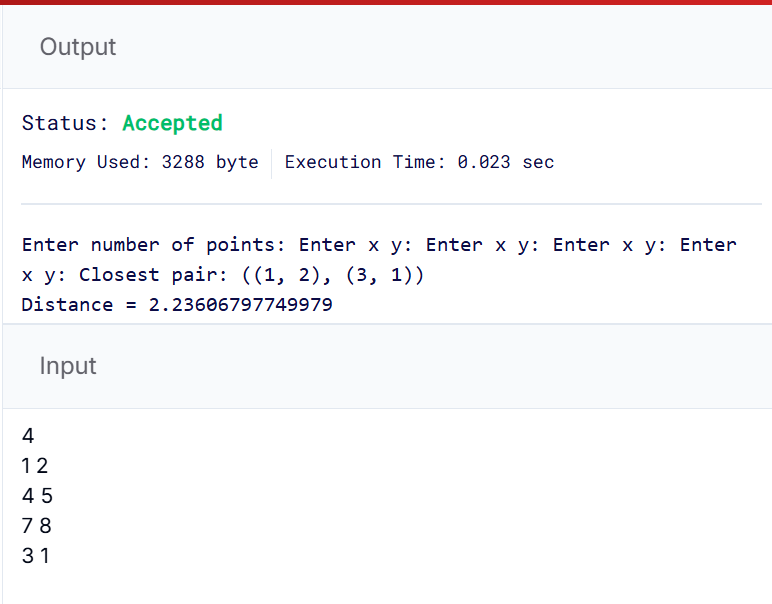 Output
Status: Accepted
Memory Used: 3288 byte Execution Time: 0.023 sec
Enter number of points: Enter x y: Enter x y: Enter x y: Enter
x y: Closest pair: ((1, 2), (3, 1))
Distance = 2.23606797749979
Input
4
1 2
4 5
7 8
3 1